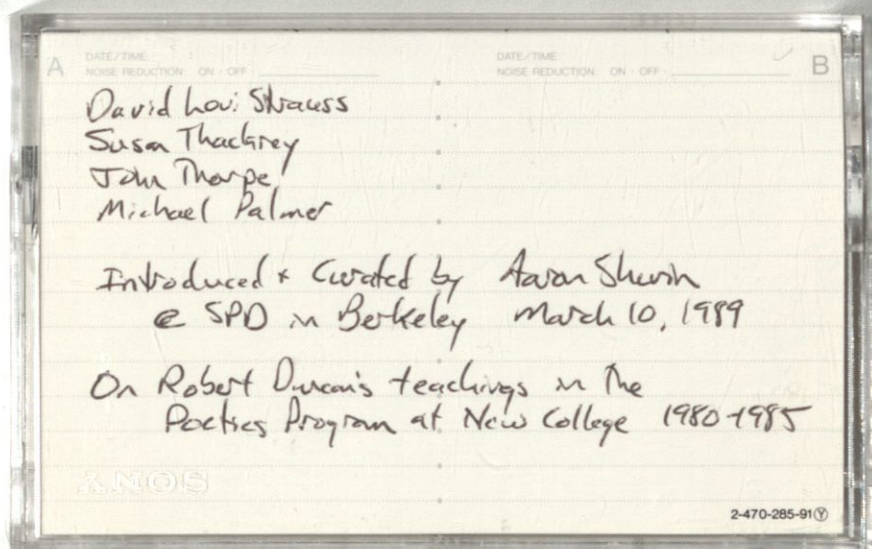 A DATE/TIME DATE/TIME B
NOISE REDUCTION: ON · OFF NOISE REDUCTION: ON · OFF
David Levi Strauss
Susan Thackrey
John Thorpe
Michael Palmer
Introduced + Curated by Aaron Shurin
@ SPD in Berkeley March 10, 1989
On Robert Duncan's teachings in the
Poetics Program at New College 1980-1985
SONY
2-470-285-91 Y